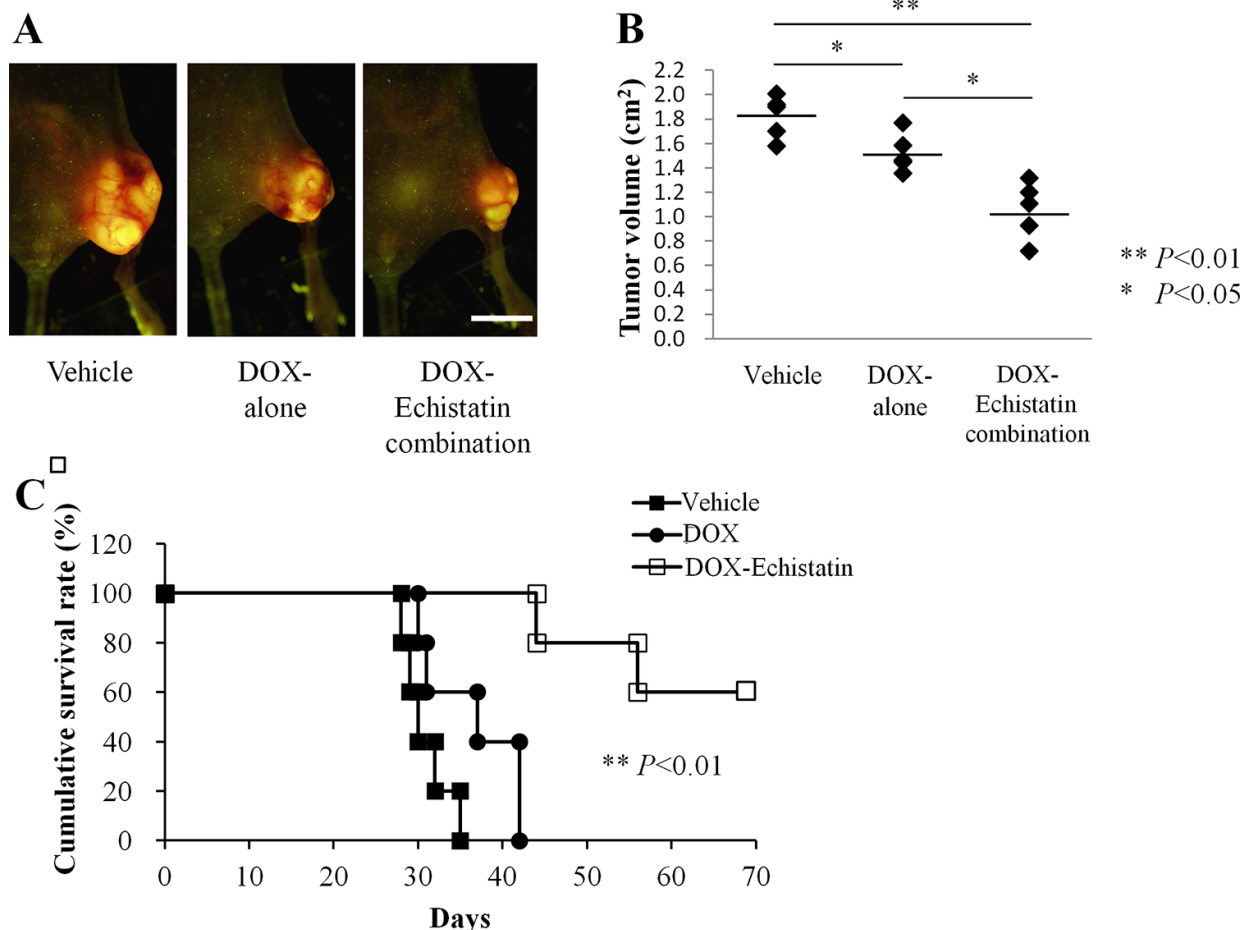 A
Vehicle
DOX-
alone
DOX-
Echistatin
combination
B
**
*
*
Tumor volume (cm²)
2.2
2.0
1.8
1.6
1.4
1.2
1.0
0.8
0.6
0.4
0.2
0.0
Vehicle
DOX-
alone
DOX-
Echistatin
combination
** P<0.01
* P<0.05
C
Cumulative survival rate (%)
120
100
80
60
40
20
0
0 10 20 30 40 50 60 70
Days
Vehicle
DOX
DOX-Echistatin
** P<0.01